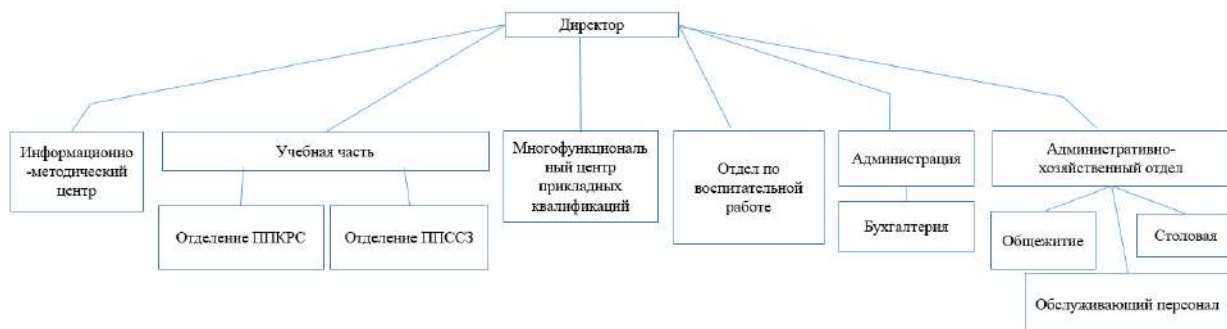 Директор
Информационно
-методический
центр
Учебная часть
Многофункциональ
ный центр
прикладных
квалификаций
Отдел по
воспитательной
работе
Администрация
Административно-
хозяйственный отдел
Отделение ППКРС
Отделение ППССЗ
Бухгалтерия
Общежитие
Столовая
Обслуживающий персонал